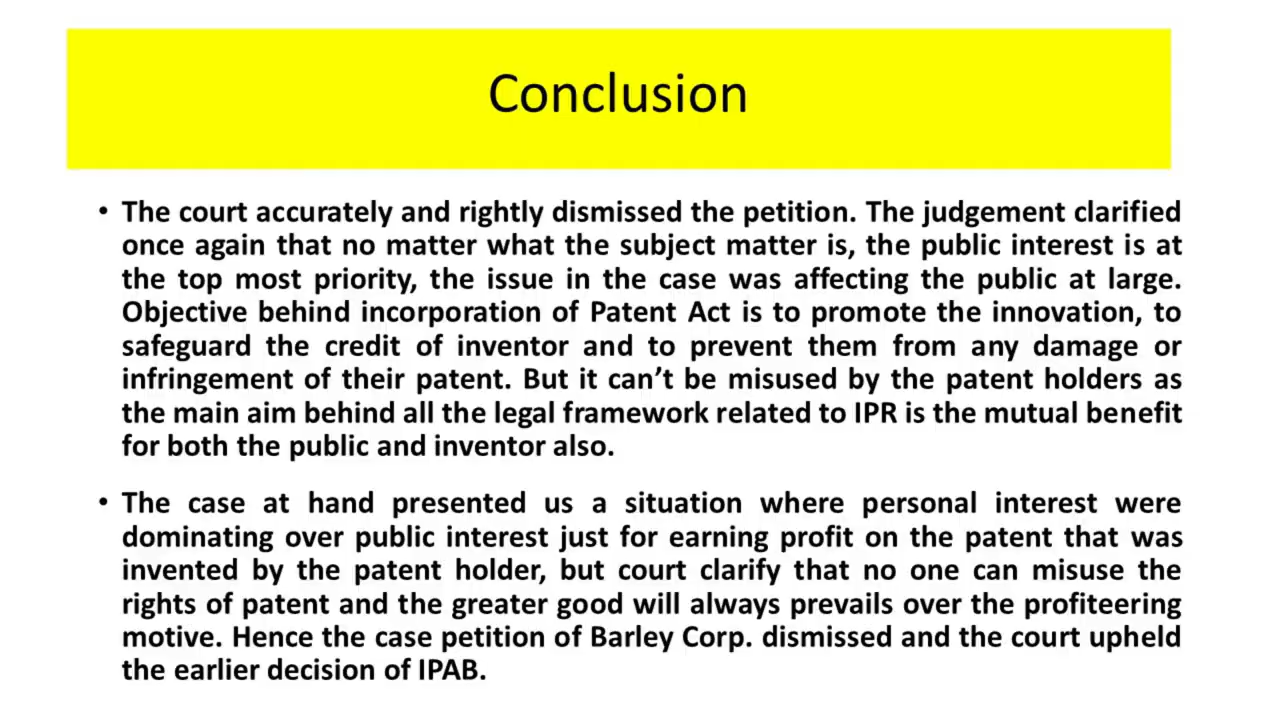 Conclusion
• The court accurately and rightly dismissed the petition. The judgement clarified
once again that no matter what the subject matter is, the public interest is at
the top most priority, the issue in the case was affecting the public at large.
Objective behind incorporation of Patent Act is to promote the innovation, to
safeguard the credit of inventor and to prevent them from any damage or
infringement of their patent. But it can’t be misused by the patent holders as
the main aim behind all the legal framework related to IPR is the mutual benefit
for both the public and inventor also.
• The case at hand presented us a situation where personal interest were
dominating over public interest just for earning profit on the patent that was
invented by the patent holder, but court clarify that no one can misuse the
rights of patent and the greater good will always prevails over the profiteering
motive. Hence the case petition of Barley Corp. dismissed and the court upheld
the earlier decision of IPAB.